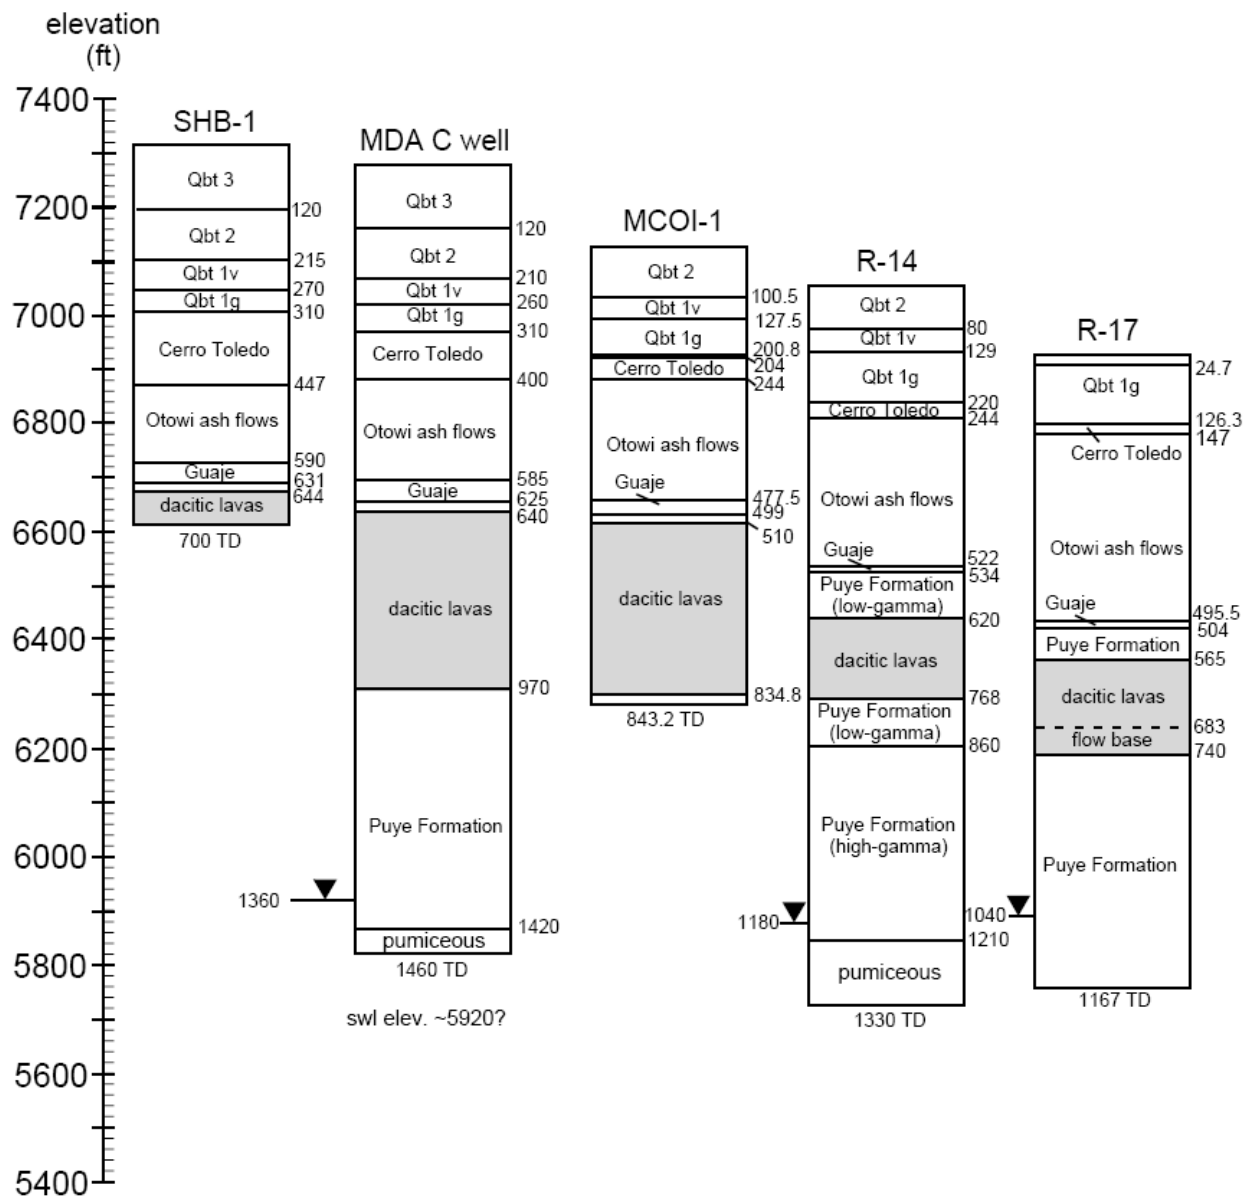 elevation
(ft)
7400
7200
7000
6800
6600
6400
6200
6000
5800
5600
5400
SHB-1
Qbt 3
120
Qbt 2
215
Qbt 1v
270
Qbt 1g
310
Cerro Toledo
447
Otowi ash flows
590
Guaje
631
644
dacitic lavas
700 TD
MDA C well
Qbt 3
120
Qbt 2
210
Qbt 1v
260
Qbt 1g
310
Cerro Toledo
400
Otowi ash flows
585
Guaje
625
640
dacitic lavas
970
Puye Formation
1360
1420
pumiceous
1460 TD
swl elev. ~5920?
MCOI-1
Qbt 2
100.5
Qbt 1v
127.5
Qbt 1g
200.8
204
Cerro Toledo
244
Otowi ash flows
Guaje
477.5
499
510
dacitic lavas
834.8
843.2 TD
R-14
Qbt 2
80
Qbt 1v
129
Qbt 1g
220
Cerro Toledo
244
Otowi ash flows
Guaje
522
534
Puye Formation
(low-gamma)
620
dacitic lavas
768
Puye Formation
(low-gamma)
860
Puye Formation
(high-gamma)
1180
1210
pumiceous
1330 TD
R-17
24.7
Qbt 1g
126.3
147
Cerro Toledo
Otowi ash flows
Guaje
495.5
504
Puye Formation
565
dacitic lavas
683
flow base
740
Puye Formation
1040
1167 TD